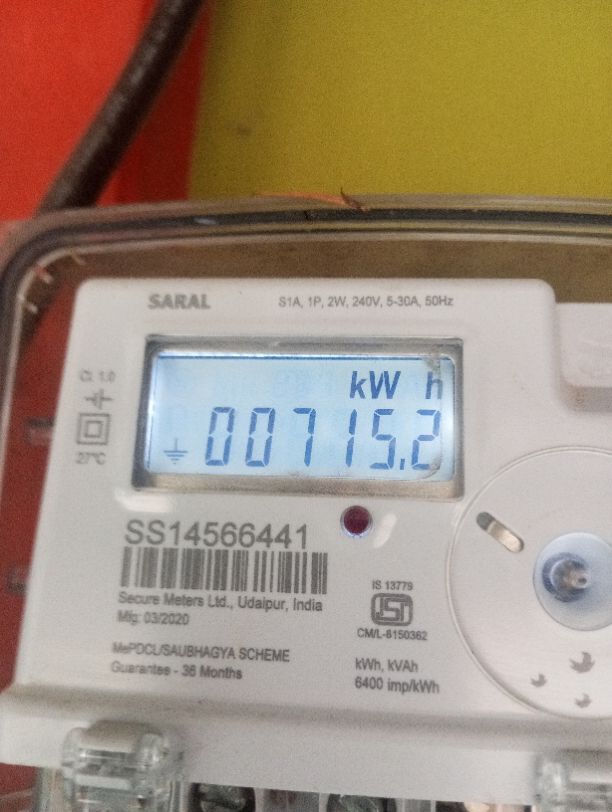 SARAL
S1A, 1P, 2W, 240V, 5-30A, 50Hz
Cl. 1.0
27°C
kW h
00715.2
SS14566441
Secure Meters Ltd., Udaipur, India
Mfg: 03/2020
MePDCL/SAUBHAGYA SCHEME
Guarantee - 36 Months
IS 13779
ISI
CM/L-8150362
kWh, kVAh
6400 imp/kWh